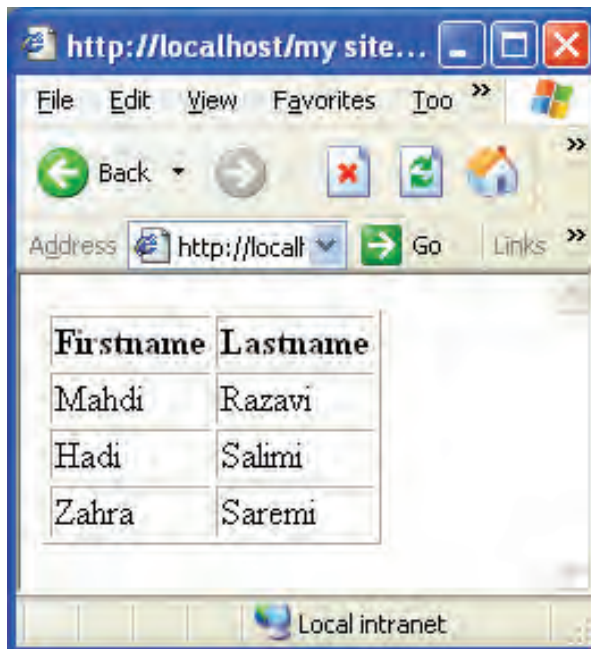 http://localhost/my site...
File Edit View Favorites Too »
Back »
Address http://locall Go Links »
Firstname Lastname
Mahdi Razavi
Hadi Salimi
Zahra Saremi
Local intranet